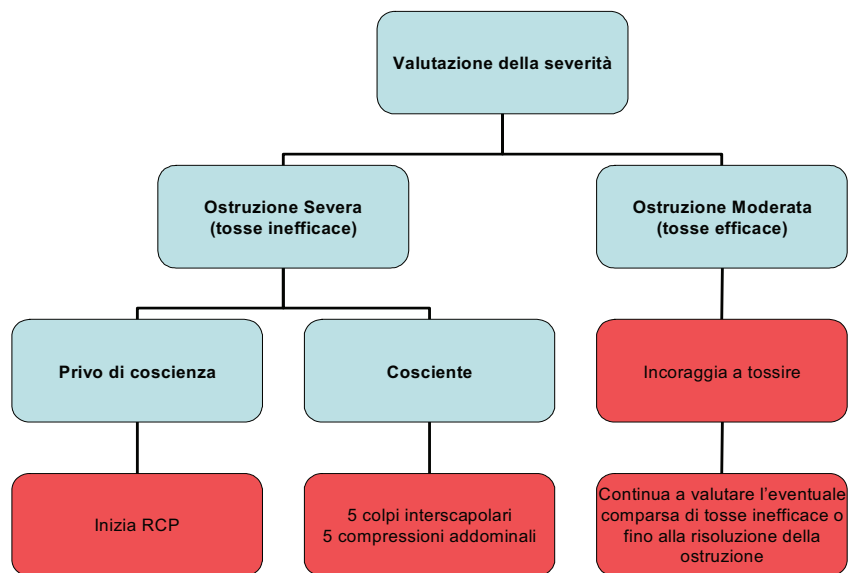 Valutazione della severità
Ostruzione Severa
(tosse inefficace)
Ostruzione Moderata
(tosse efficace)
Privo di coscienza
Cosciente
Incoraggia a tossire
Inizia RCP
5 colpi interscapolari
5 compressioni addominali
Continua a valutare l’eventuale
comparsa di tosse inefficace o
fino alla risoluzione della
ostruzione